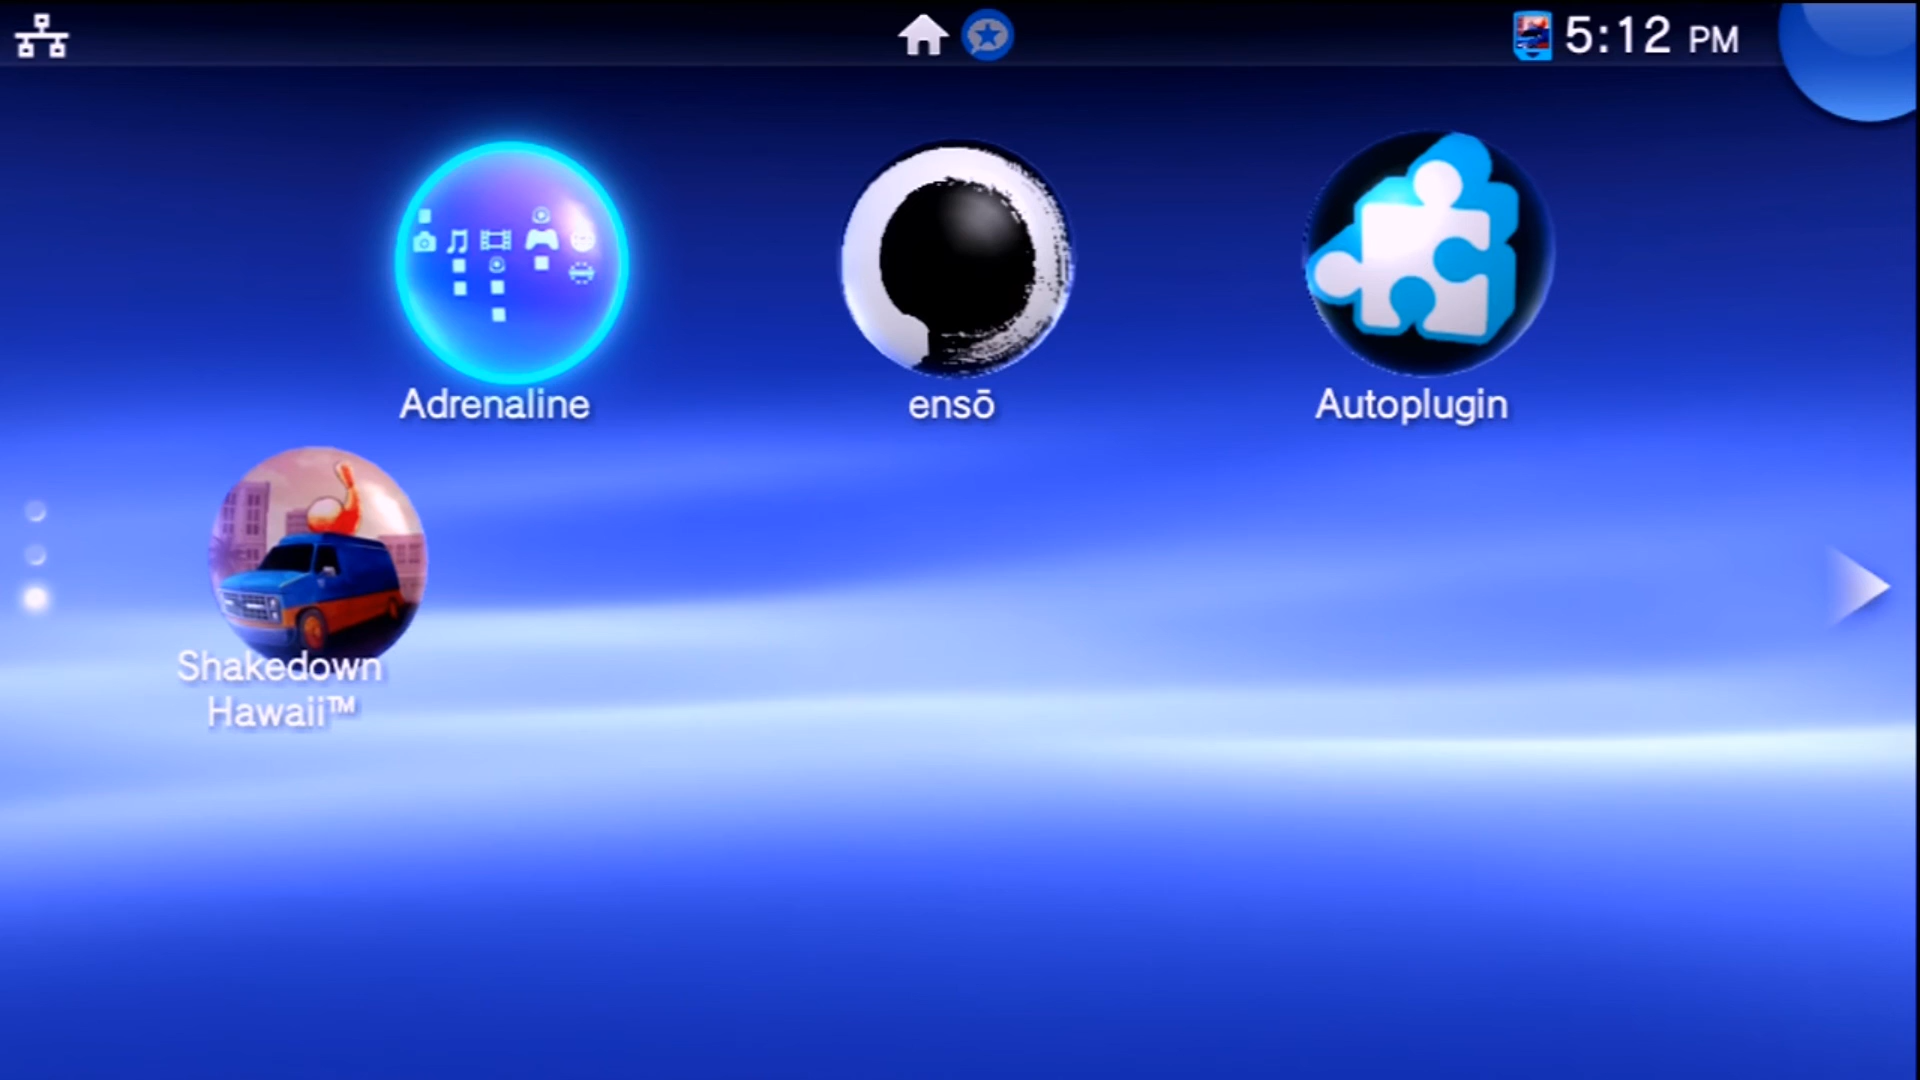 5:12 PM
Adrenaline
ensō
Autoplugin
Shakedown
Hawaii™